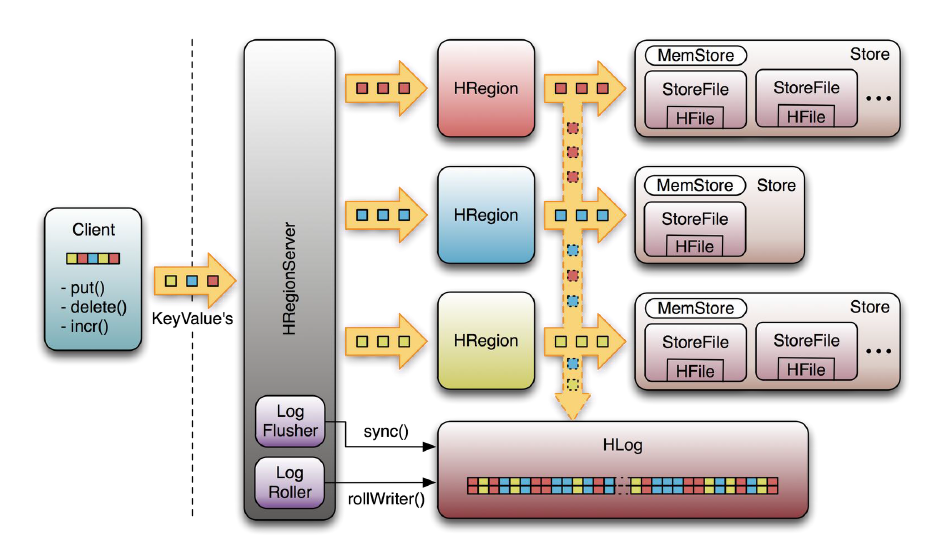 Client
- put()
- delete()
- incr()
KeyValue's
HRegionServer
Log
Flusher
Log
Roller
sync()
rollWriter()
HRegion
MemStore
Store
StoreFile
HFile
StoreFile
HFile
...
HRegion
MemStore
Store
StoreFile
HFile
HRegion
MemStore
Store
StoreFile
HFile
StoreFile
HFile
...
HLog